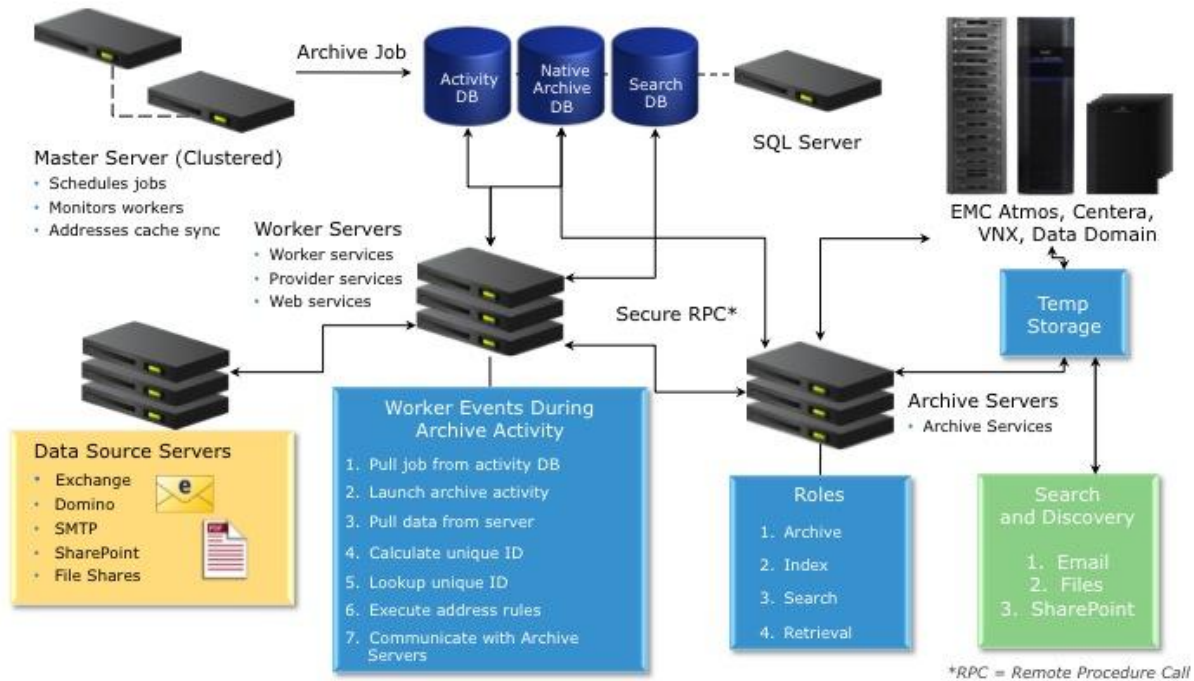 Archive Job
Activity
DB
Native
Archive
DB
Search
DB
SQL Server
Master Server (Clustered)
• Schedules jobs
• Monitors workers
• Addresses cache sync
EMC Atmos, Centera,
VNX, Data Domain
Worker Servers
• Worker services
• Provider services
• Web services
Secure RPC*
Temp
Storage
Archive Servers
• Archive Services
Data Source Servers
• Exchange
• Domino
• SMTP
• SharePoint
• File Shares
e
PDF
Worker Events During
Archive Activity
1. Pull job from activity DB
2. Launch archive activity
3. Pull data from server
4. Calculate unique ID
5. Lookup unique ID
6. Execute address rules
7. Communicate with Archive
Servers
Roles
1. Archive
2. Index
3. Search
4. Retrieval
Search
and Discovery
1. Email
2. Files
3. SharePoint
*RPC = Remote Procedure Call